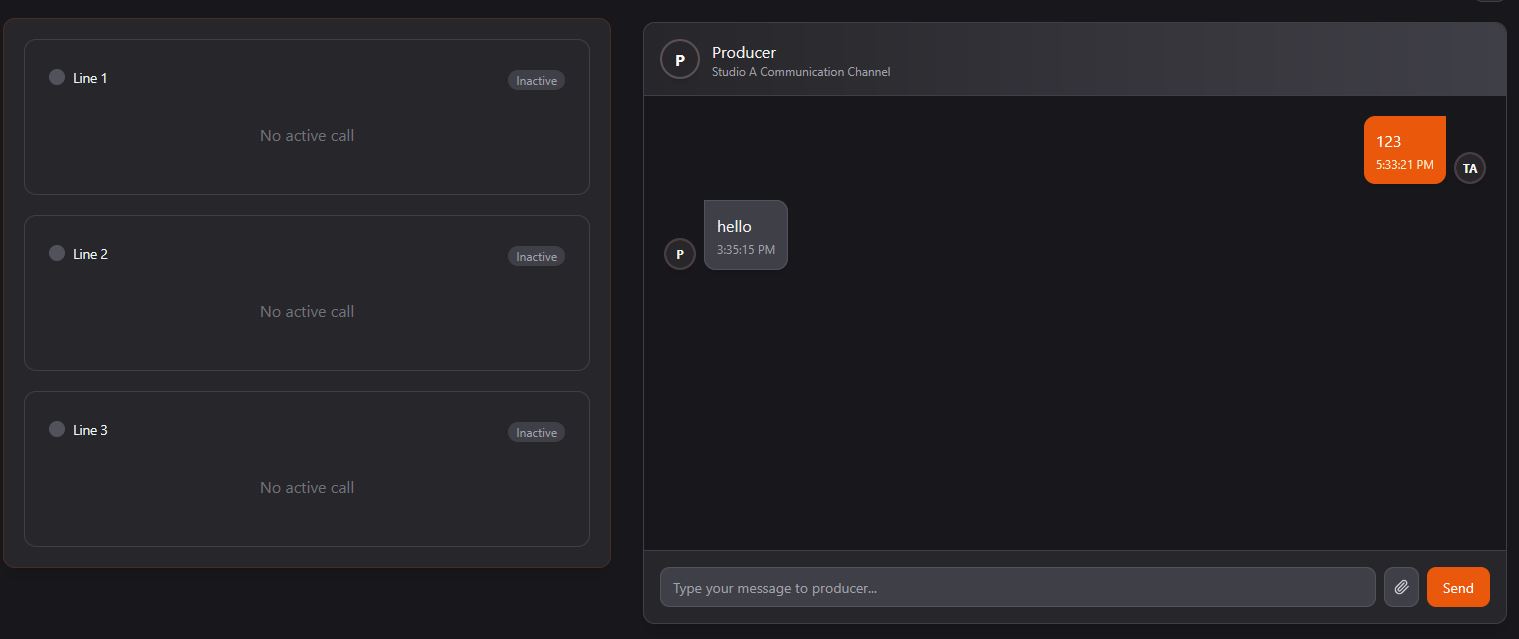 Line 1
Inactive
No active call
Line 2
Inactive
No active call
Line 3
Inactive
No active call
P
Producer
Studio A Communication Channel
123
5:33:21 PM
TA
hello
3:35:15 PM
P
Type your message to producer...
Send